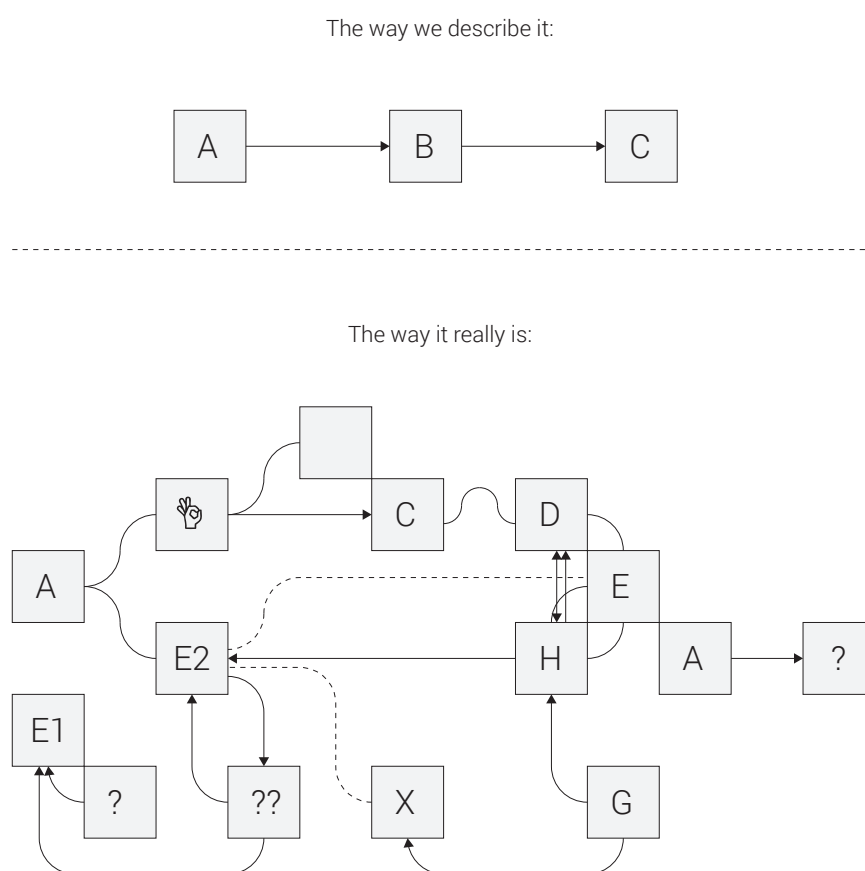 The way we describe it:
A B C
The way it really is:
C D
A E
E2 H A ?
E1
? ?? X G